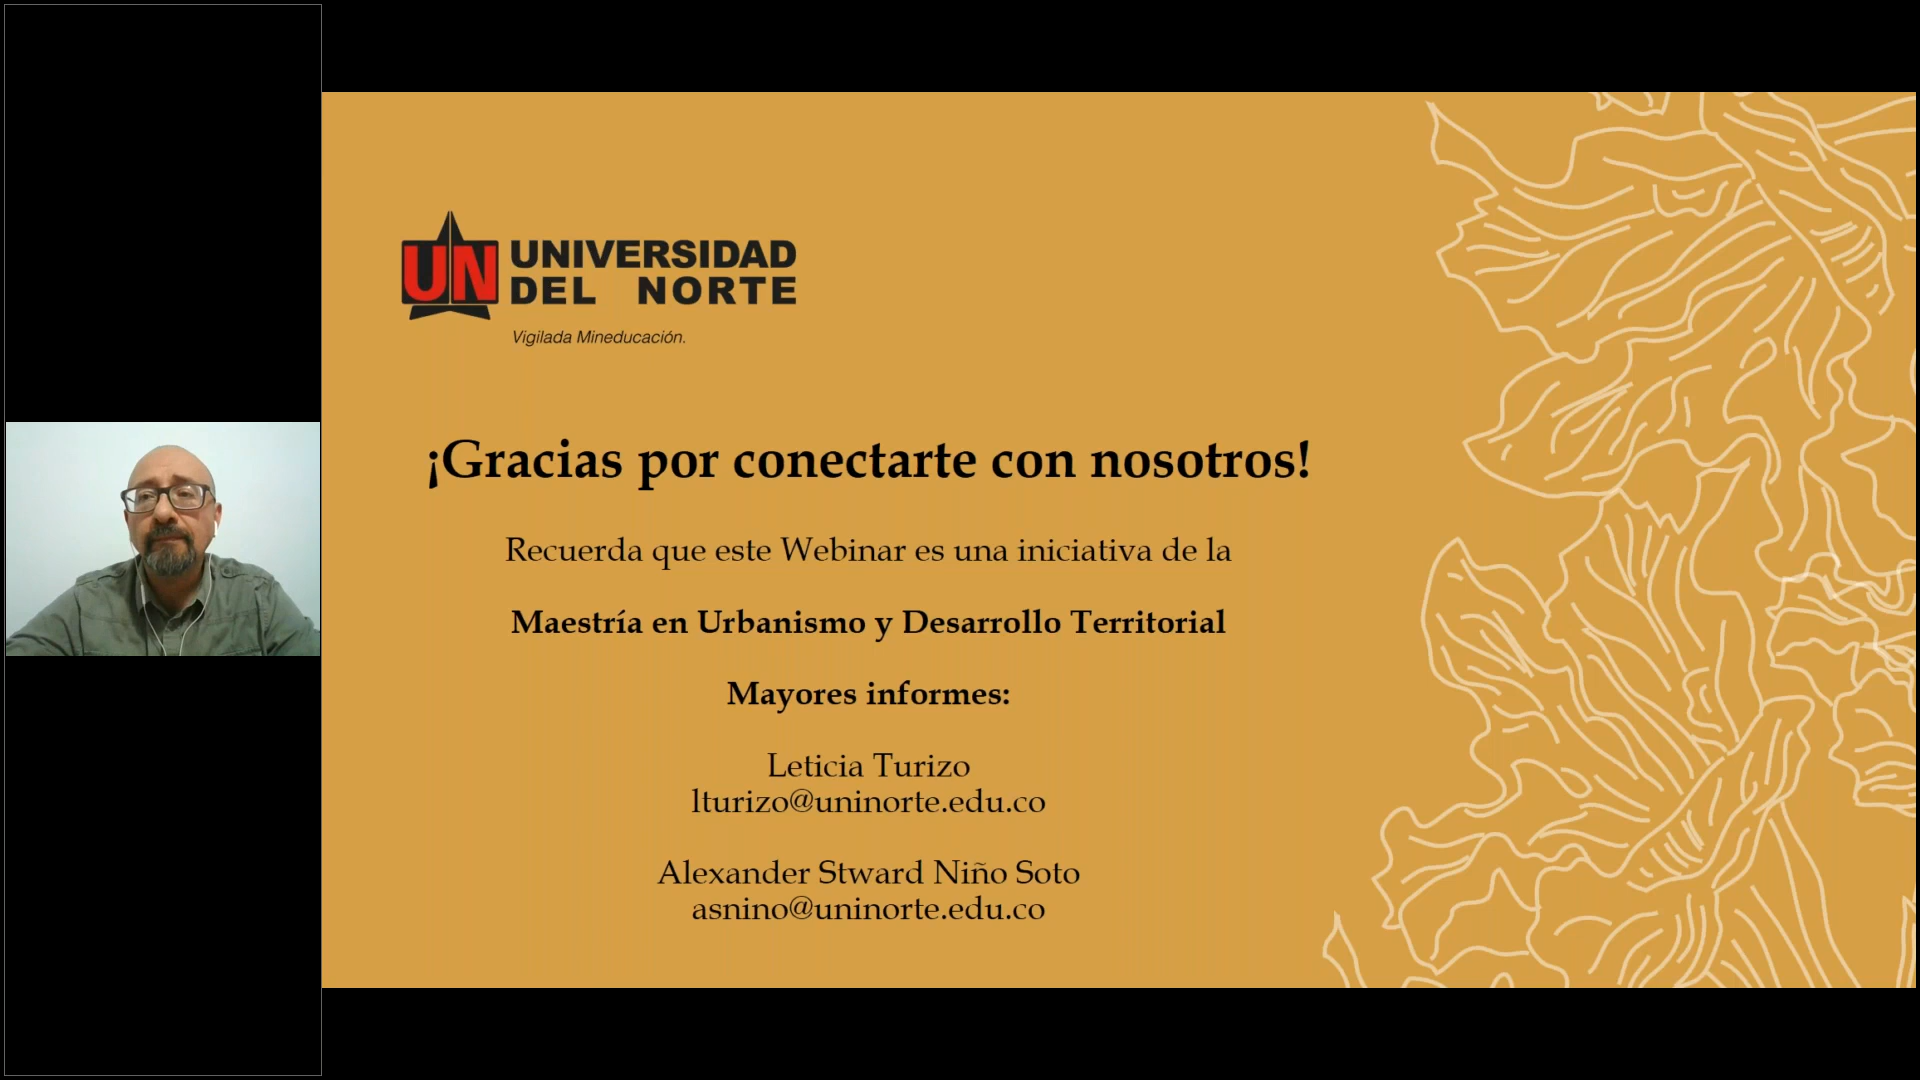 UN UNIVERSIDAD
DEL NORTE
Vigilada Mineducación.
¡Gracias por conectarte con nosotros!
Recuerda que este Webinar es una iniciativa de la
Maestría en Urbanismo y Desarrollo Territorial
Mayores informes:
Leticia Turizo
lturizo@uninorte.edu.co
Alexander Stward Niño Soto
asnino@uninorte.edu.co